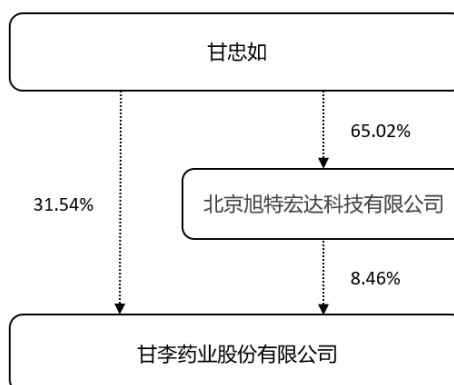 甘忠如
65.02%
31.54%
北京旭特宏达科技有限公司
8.46%
甘李药业股份有限公司